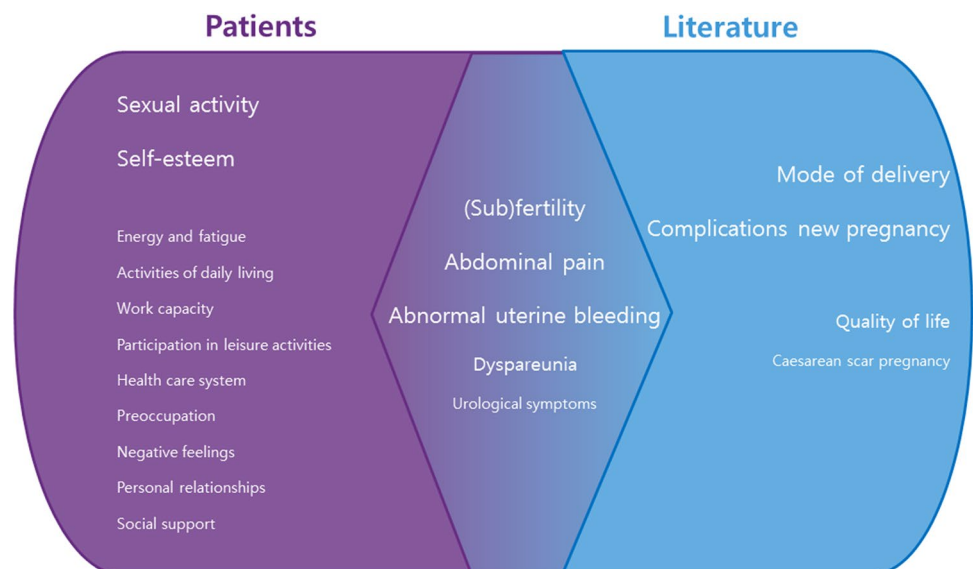 Patients
Literature
Sexual activity
Self-esteem
Energy and fatigue
Activities of daily living
Work capacity
Participation in leisure activities
Health care system
Preoccupation
Negative feelings
Personal relationships
Social support
(Sub)fertility
Abdominal pain
Abnormal uterine bleeding
Dyspareunia
Urological symptoms
Mode of delivery
Complications new pregnancy
Quality of life
Caesarean scar pregnancy